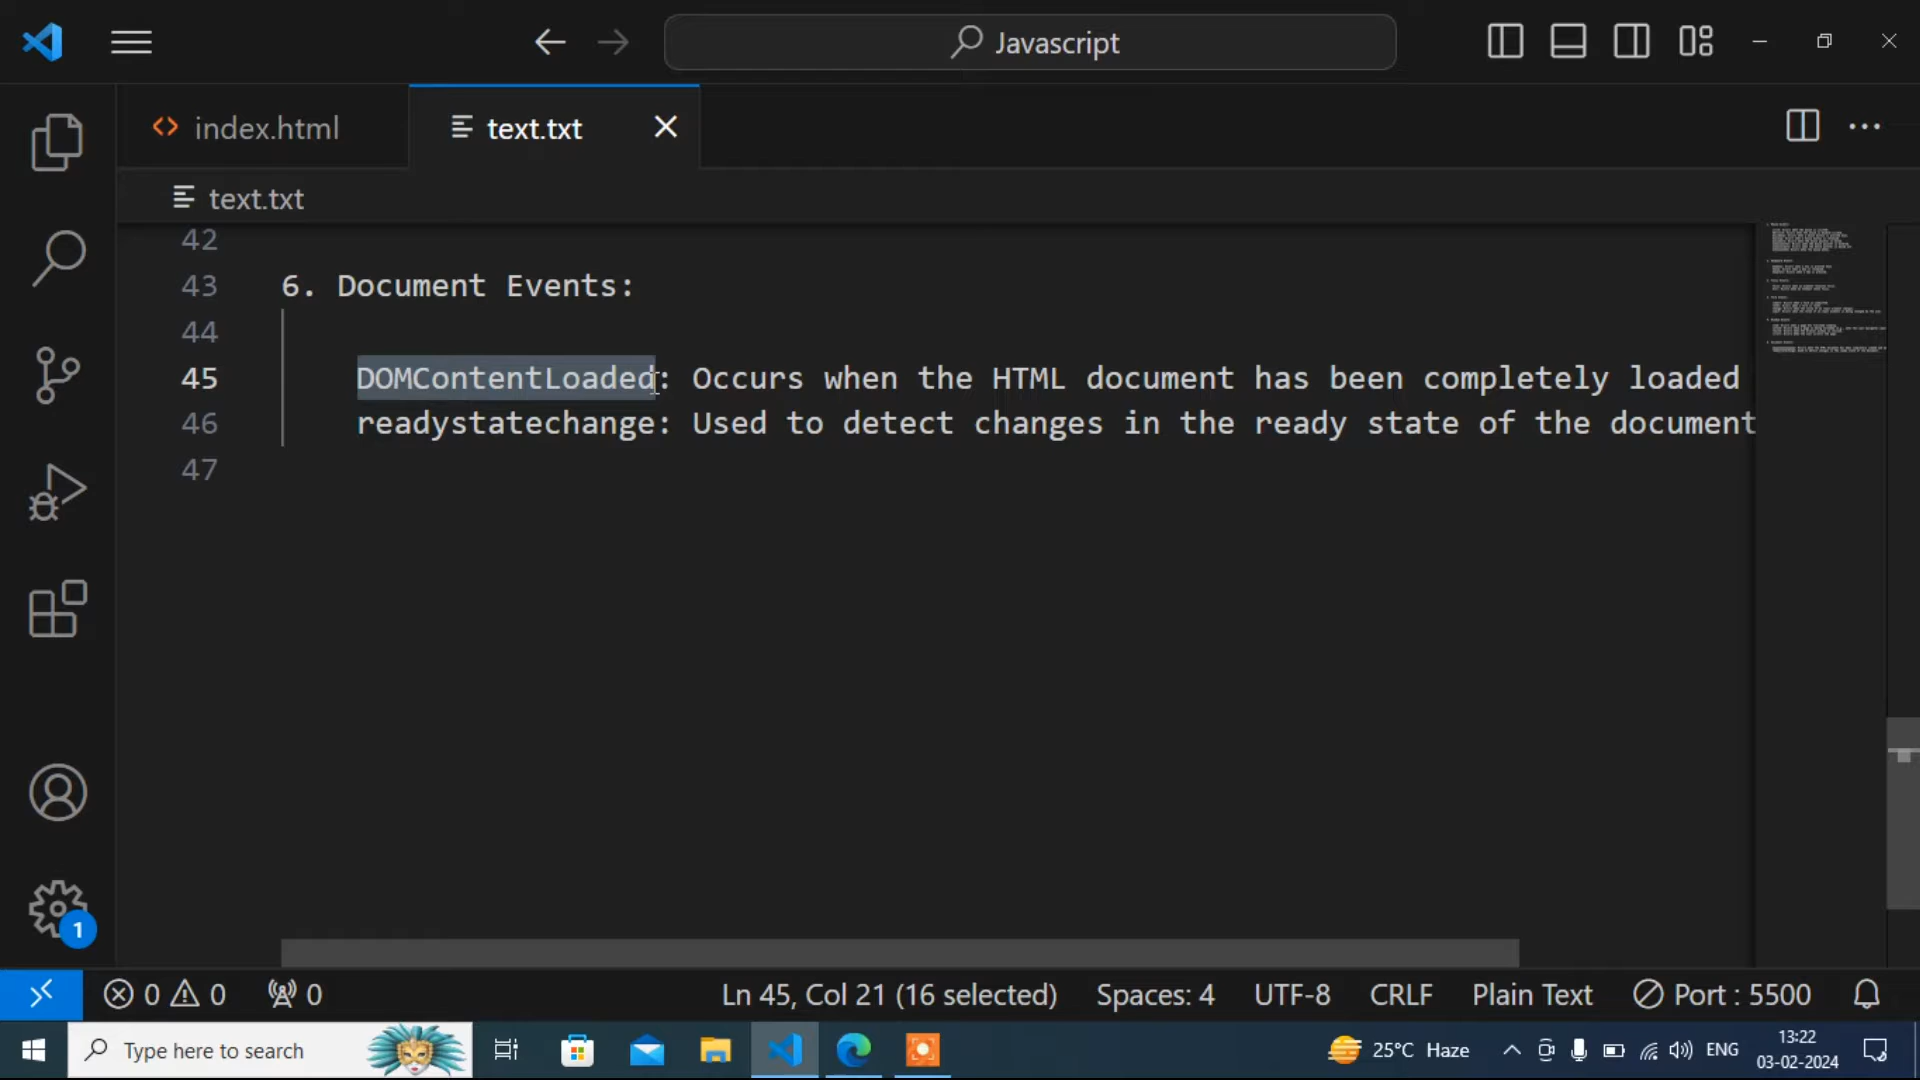 Javascript
index.html
text.txt
text.txt
42
43 6. Document Events:
44
45 DOMContentLoaded: Occurs when the HTML document has been completely loaded
46 readystatechange: Used to detect changes in the ready state of the document
47
1
0 0 0 Ln 45, Col 21 (16 selected) Spaces: 4 UTF-8 CRLF Plain Text Port : 5500
Type here to search 25°C Haze ENG 13:22
03-02-2024